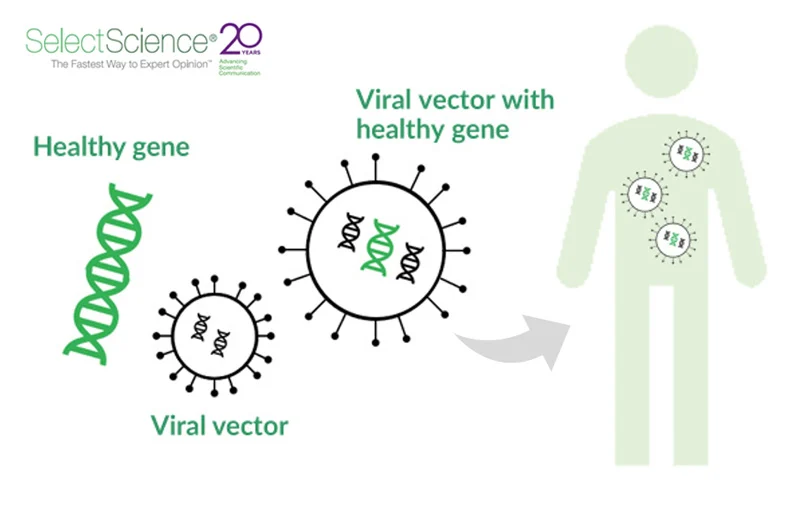 SelectScience® 20
YEARS
The Fastest Way to Expert Opinion™
Advancing
Scientific
Communication
Viral vector with
healthy gene
Healthy gene
Viral vector